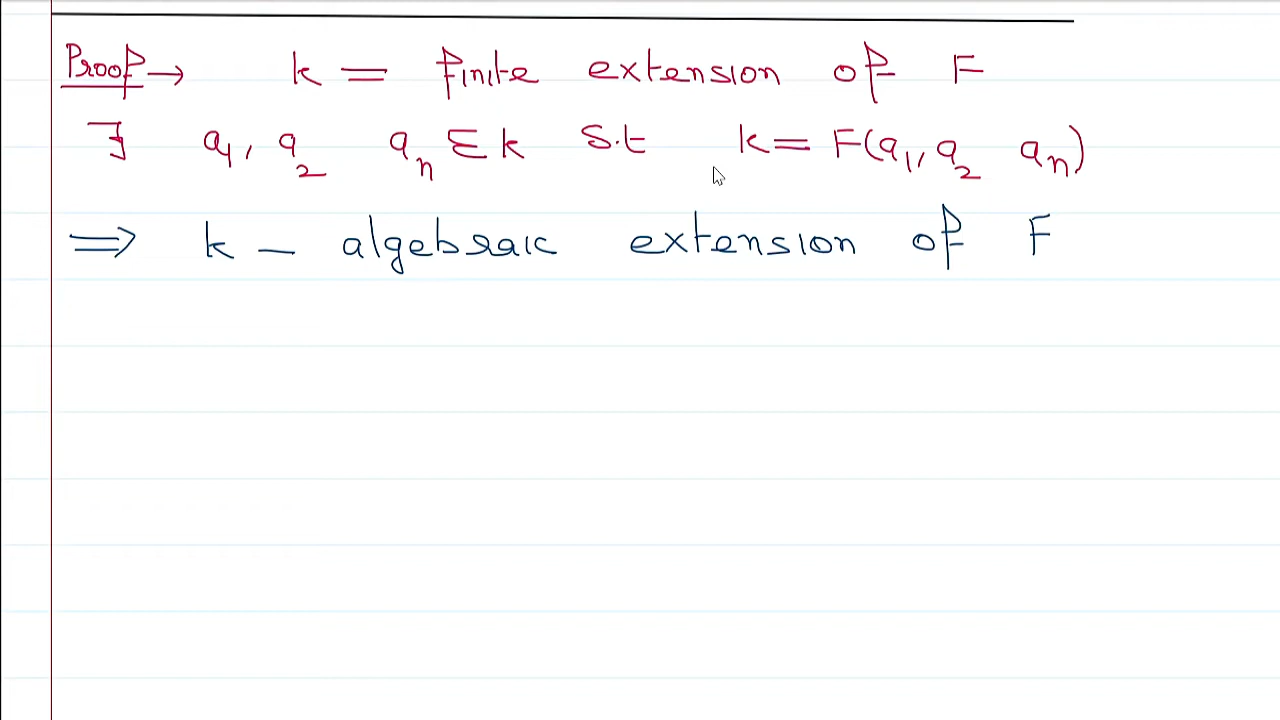 Proof → k = finite extension of F
∃ a₁, a₂ aₙ ∈ k s.t k = F(a₁, a₂ aₙ)
⇒ k - algebraic extension of F